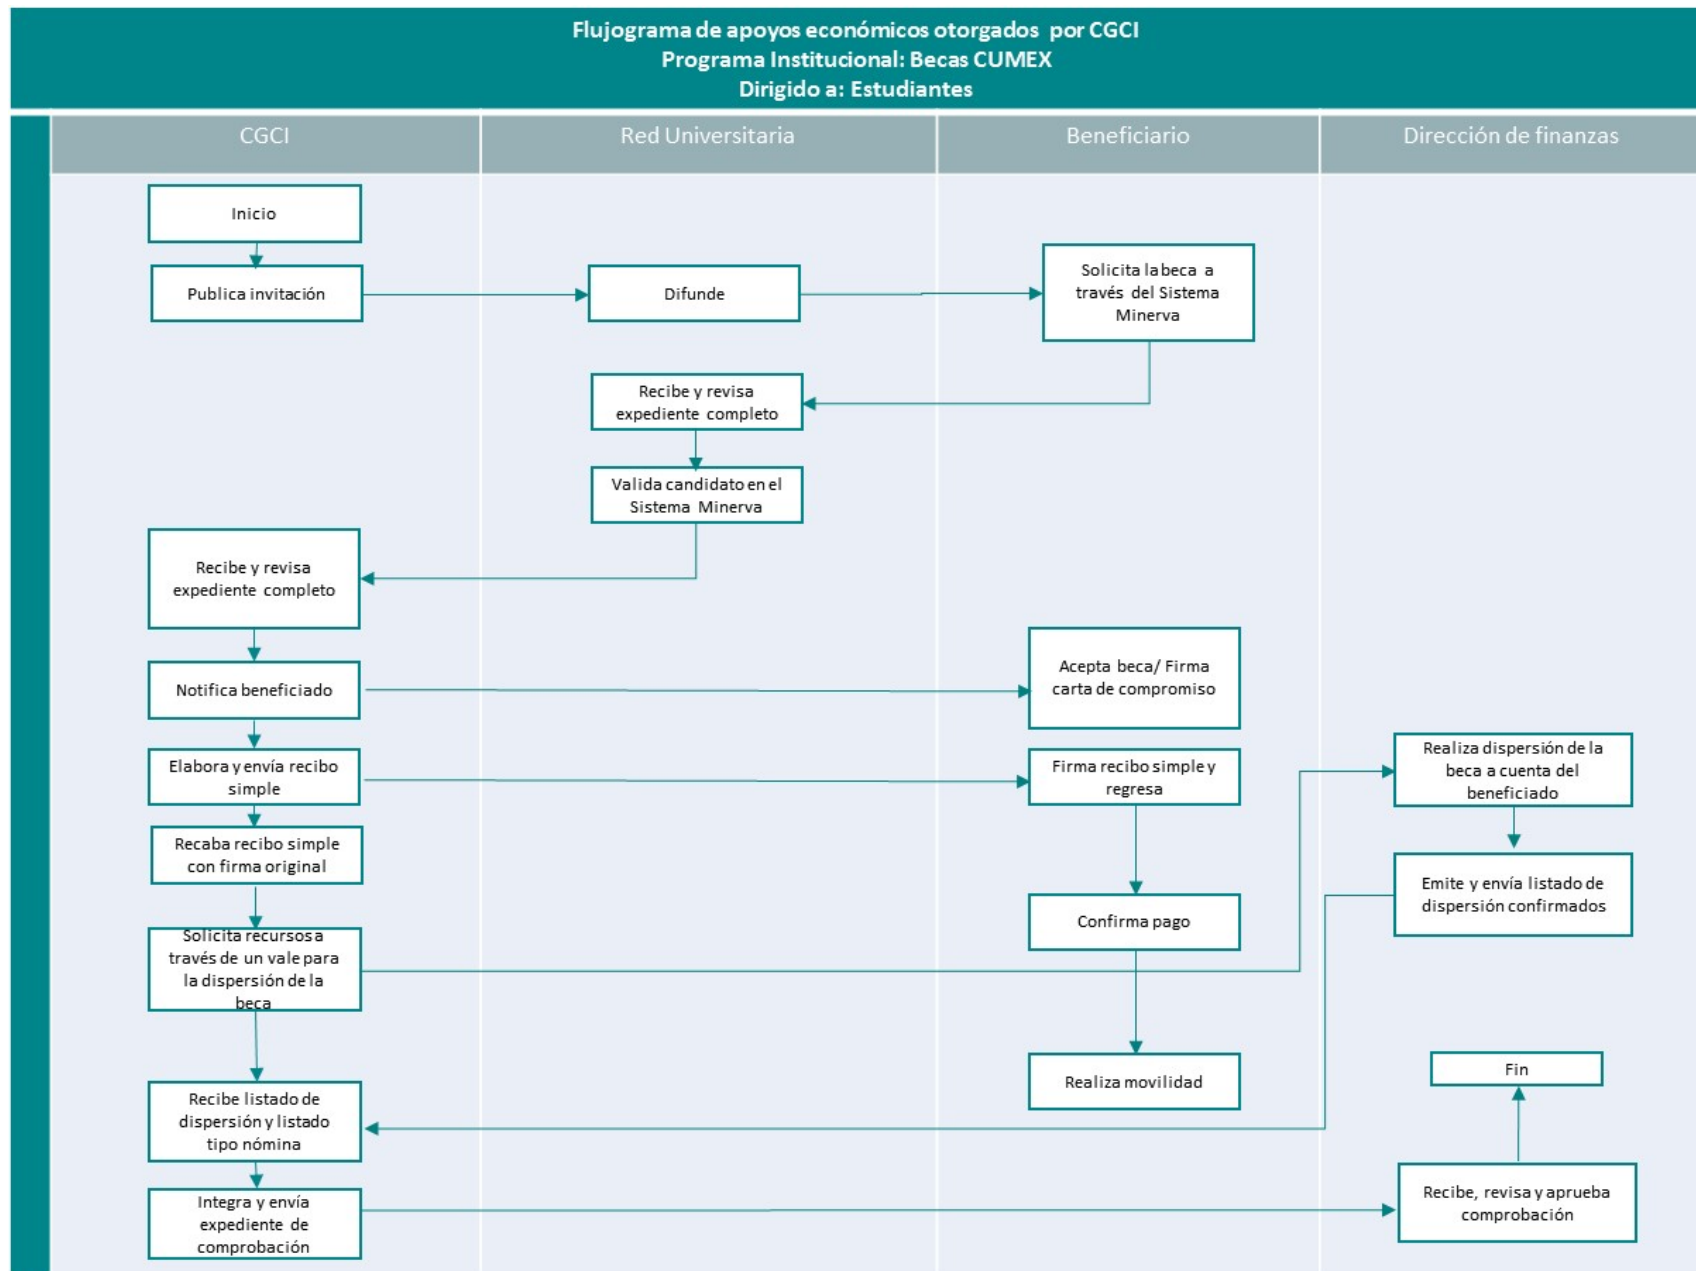 Flujograma de apoyos económicos otorgados por CGCI
Programa Institucional: Becas CUMEX
Dirigido a: Estudiantes
CGCI
Red Universitaria
Beneficiario
Dirección de finanzas
Inicio
Publica invitación
Difunde
Solicita la beca a
través del Sistema
Minerva
Recibe y revisa
expediente completo
Valida candidato en el
Sistema Minerva
Recibe y revisa
expediente completo
Notifica beneficiado
Acepta beca/ Firma
carta de compromiso
Elabora y envía recibo
simple
Firma recibo simple y
regresa
Realiza dispersión de la
beca a cuenta del
beneficiado
Recaba recibo simple
con firma original
Emite y envía listado de
dispersión confirmados
Solicita recursos a
través de un vale para
la dispersión de la
beca
Confirma pago
Realiza movilidad
Fin
Recibe listado de
dispersión y listado
tipo nómina
Integra y envía
expediente de
comprobación
Recibe, revisa y aprueba
comprobación